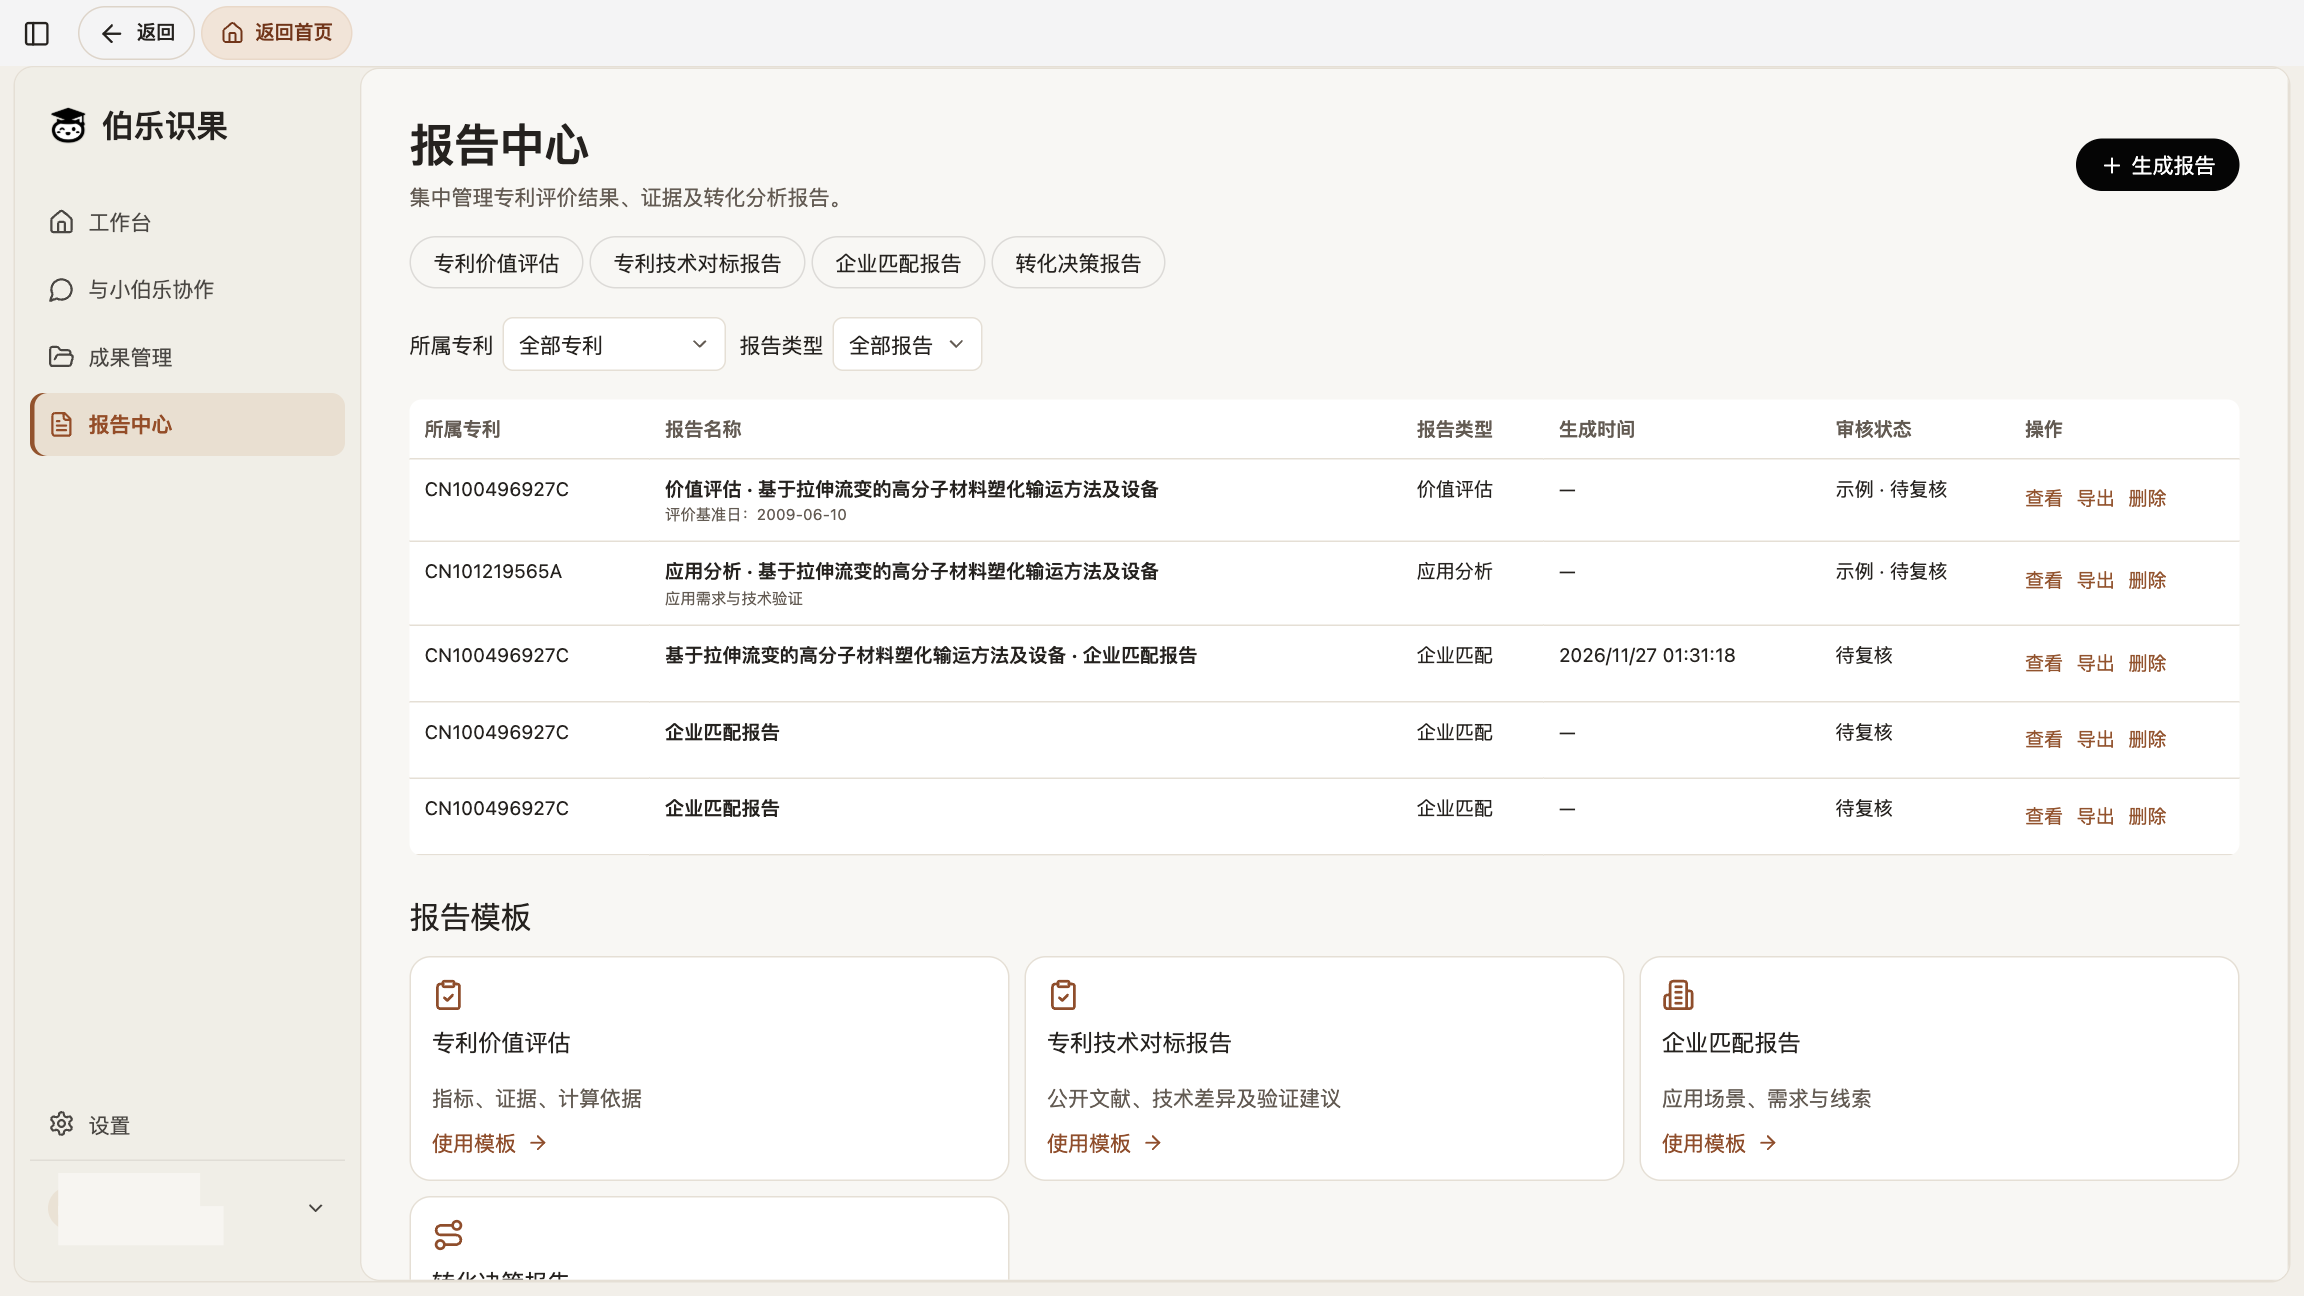 返回
返回首页
伯乐识果
工作台
与小伯乐协作
成果管理
报告中心
设置
报告中心
集中管理专利评价结果、证据及转化分析报告。
+ 生成报告
专利价值评估 专利技术对标报告 企业匹配报告 转化决策报告
所属专利 全部专利 报告类型 全部报告
所属专利 报告名称 报告类型 生成时间 审核状态 操作
CN100496927C 价值评估 · 基于拉伸流变的高分子材料塑化输运方法及设备 价值评估 — 示例 · 待复核 查看 导出 删除
评价基准日：2009-06-10
CN101219565A 应用分析 · 基于拉伸流变的高分子材料塑化输运方法及设备 应用分析 — 示例 · 待复核 查看 导出 删除
应用需求与技术验证
CN100496927C 基于拉伸流变的高分子材料塑化输运方法及设备 · 企业匹配报告 企业匹配 2026/11/27 01:31:18 待复核 查看 导出 删除
CN100496927C 企业匹配报告 企业匹配 — 待复核 查看 导出 删除
CN100496927C 企业匹配报告 企业匹配 — 待复核 查看 导出 删除
报告模板
专利价值评估
指标、证据、计算依据
使用模板 →
专利技术对标报告
公开文献、技术差异及验证建议
使用模板 →
企业匹配报告
应用场景、需求与线索
使用模板 →
转化决策报告